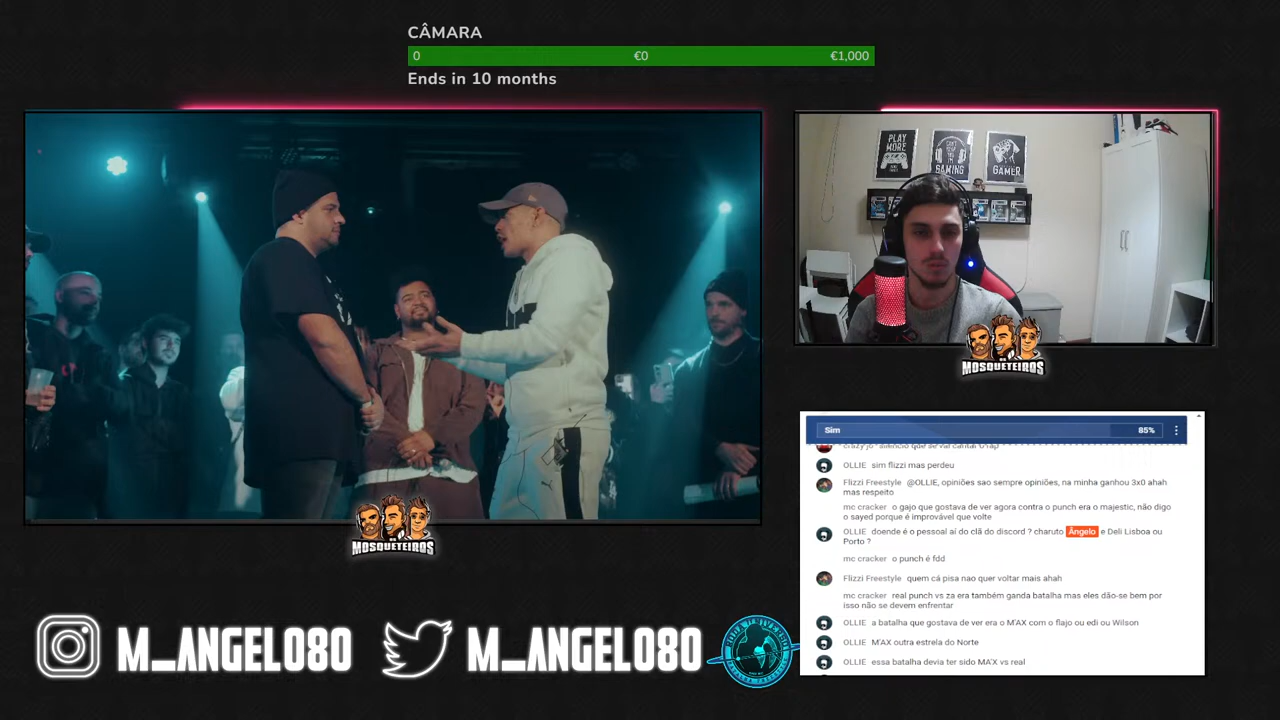 CÂMARA
0 €0 €1,000
Ends in 10 months
PLAY
MORE
GAMING
GAMER
MOSQUETEIROS
MOSQUETEIROS
Sim 85%
OLLIE sim flizzi mas perdeu
Flizzi Freestyle @OLLIE, opiniões sao sempre opiniões, na minha ganhou 3x0 ahah
mas respeito
mc cracker o gajo que gostava de ver agora contra o punch era o majestic, não digo
o sayed porque é improvável que volte
OLLIE doende é o pessoal aí do clã do discord ? charuto Ângelo e Deli Lisboa ou
Porto ?
mc cracker o punch é fdd
Flizzi Freestyle quem cá pisa nao quer voltar mais ahah
mc cracker real punch vs za era também ganda batalha mas eles dão-se bem por
isso não se devem enfrentar
OLLIE a batalha que gostava de ver era o M'AX com o flajo ou edi ou Wilson
OLLIE M'AX outra estrela do Norte
OLLIE essa batalha devia ter sido MA'X vs real
M_ANGELO80 M_ANGELO80